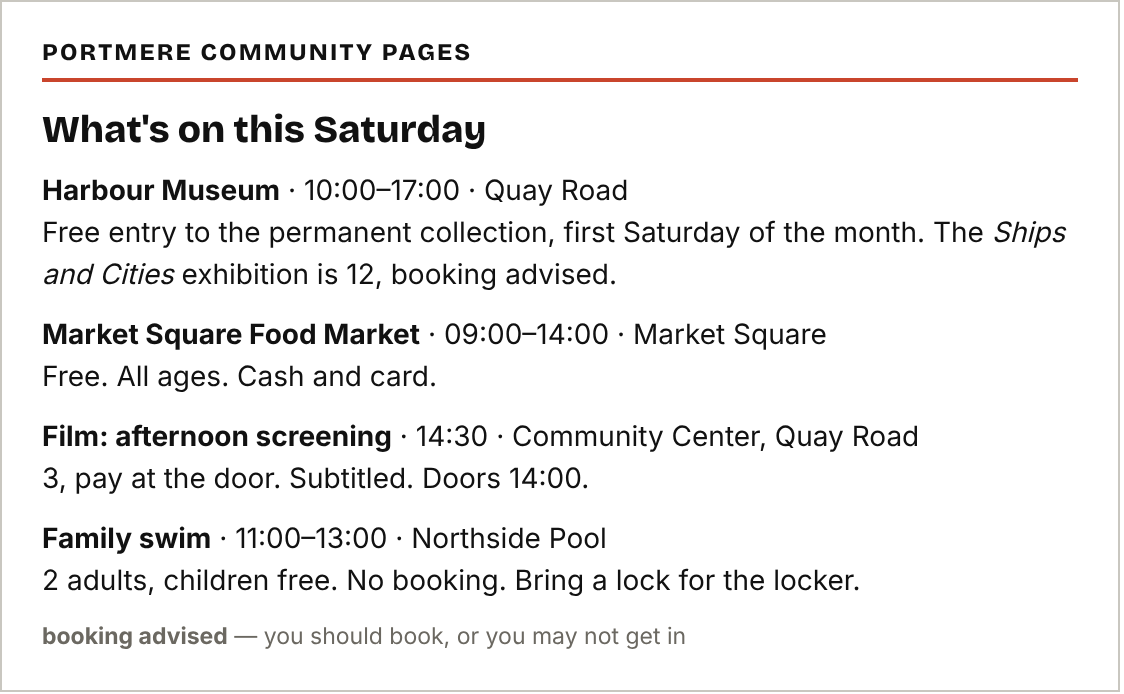 PORTMERE COMMUNITY PAGES
What's on this Saturday
Harbour Museum · 10:00–17:00 · Quay Road
Free entry to the permanent collection, first Saturday of the month. The Ships
and Cities exhibition is 12, booking advised.
Market Square Food Market · 09:00–14:00 · Market Square
Free. All ages. Cash and card.
Film: afternoon screening · 14:30 · Community Center, Quay Road
3, pay at the door. Subtitled. Doors 14:00.
Family swim · 11:00–13:00 · Northside Pool
2 adults, children free. No booking. Bring a lock for the locker.
booking advised — you should book, or you may not get in